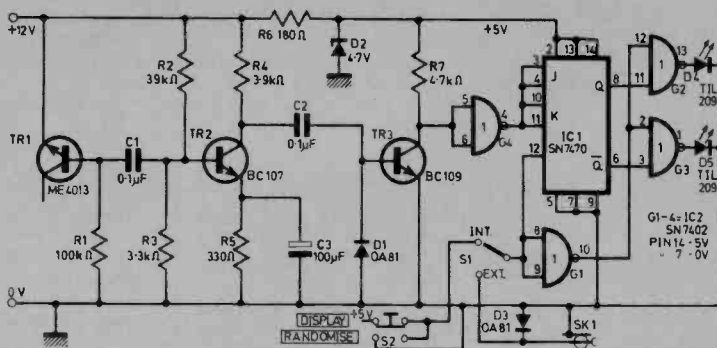 +12V
R6 180Ω
D2
4·7V
+5V
R2
39kΩ
R4
3·9kΩ
R7
4·7kΩ
2
13
14
12
1
13
11
G2
D4
TIL
209
TR1
C1
0·1µF
TR2
C2
0·1µF
TR3
5
6
1
4
G4
3
4
10
11
J
K
IC1
SN7470
Q
8
Q̅
6
12
2
3
1
1
G3
D5
TIL
209
ME4013
BC107
BC109
5
7
9
G1-4=IC2
SN7402
PIN 14 - 5V
" 7 - 0V
R1
100kΩ
R3
3·3kΩ
R5
330Ω
C3
100µF
D1
OA81
INT.
S1
EXT.
8
9
1
10
G1
0V
DISPLAY
RANDOMISE
+5V
S2
D3
OA81
SK1